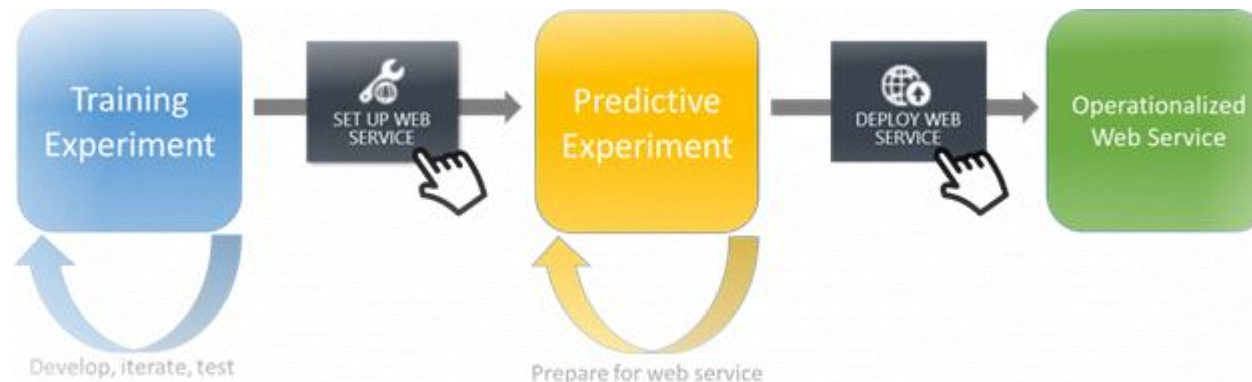 Training
Experiment
SET UP WEB
SERVICE
Predictive
Experiment
DEPLOY WEB
SERVICE
Operationalized
Web Service
Develop, iterate, test
Prepare for web service